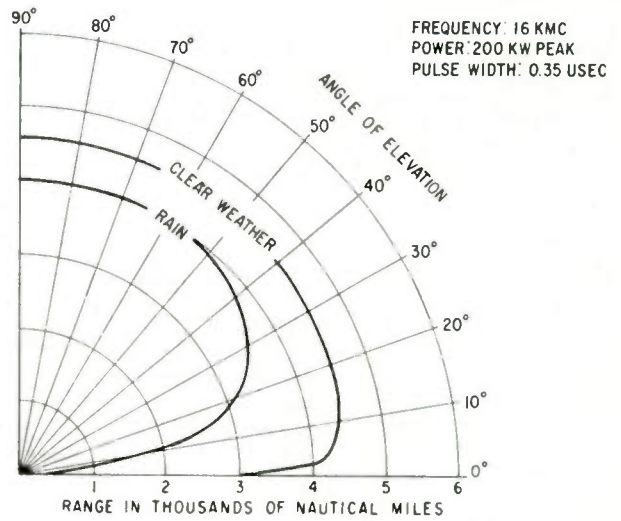 90°
80°
70°
60°
50°
40°
30°
20°
10°
0°
FREQUENCY: 16 KMC
POWER: 200 KW PEAK
PULSE WIDTH: 0.35 USEC
ANGLE OF ELEVATION
CLEAR WEATHER
RAIN
1 2 3 4 5 6
RANGE IN THOUSANDS OF NAUTICAL MILES